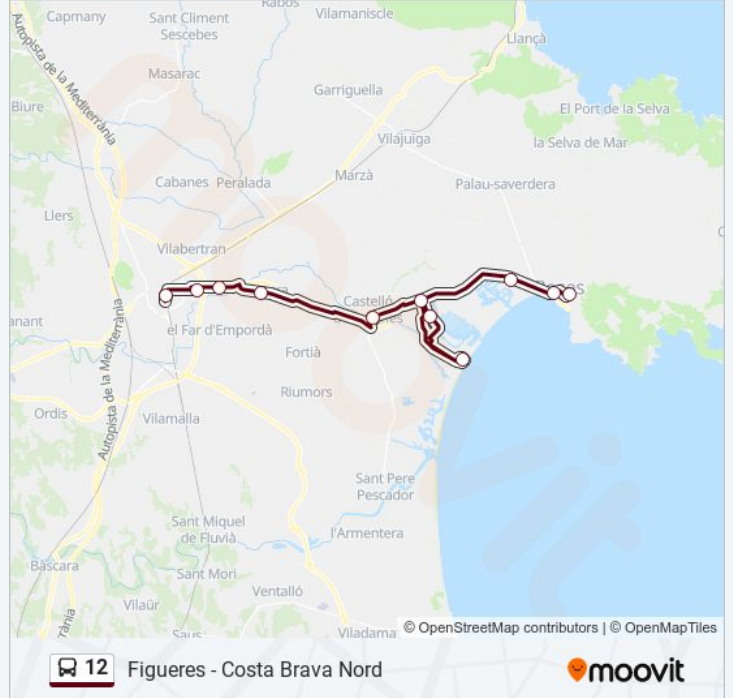 Capmany
Sant Climent
Sescebes
Rabós
Vilamaniscle
Llançà
Autopista de la Mediterrània
Masarac
Garriguella
Biure
El Port de la Selva
la Selva de Mar
Vilajuïga
Cabanes
Peralada
Marzà
Palau-saverdera
Llers
Vilabertran
Castelló
el Far d'Empordà
Fortià
Autopista de la Mediterrània
Riumors
Ordis
Vilamalla
Sant Pere
Pescador
Sant Miquel
de Fluvià
l'Armentera
Bàscara
Sant Mori
Ventalló
Vilaür
Saus
Viladama
© OpenStreetMap contributors | © OpenMapTiles
12 Figueres - Costa Brava Nord
moovit